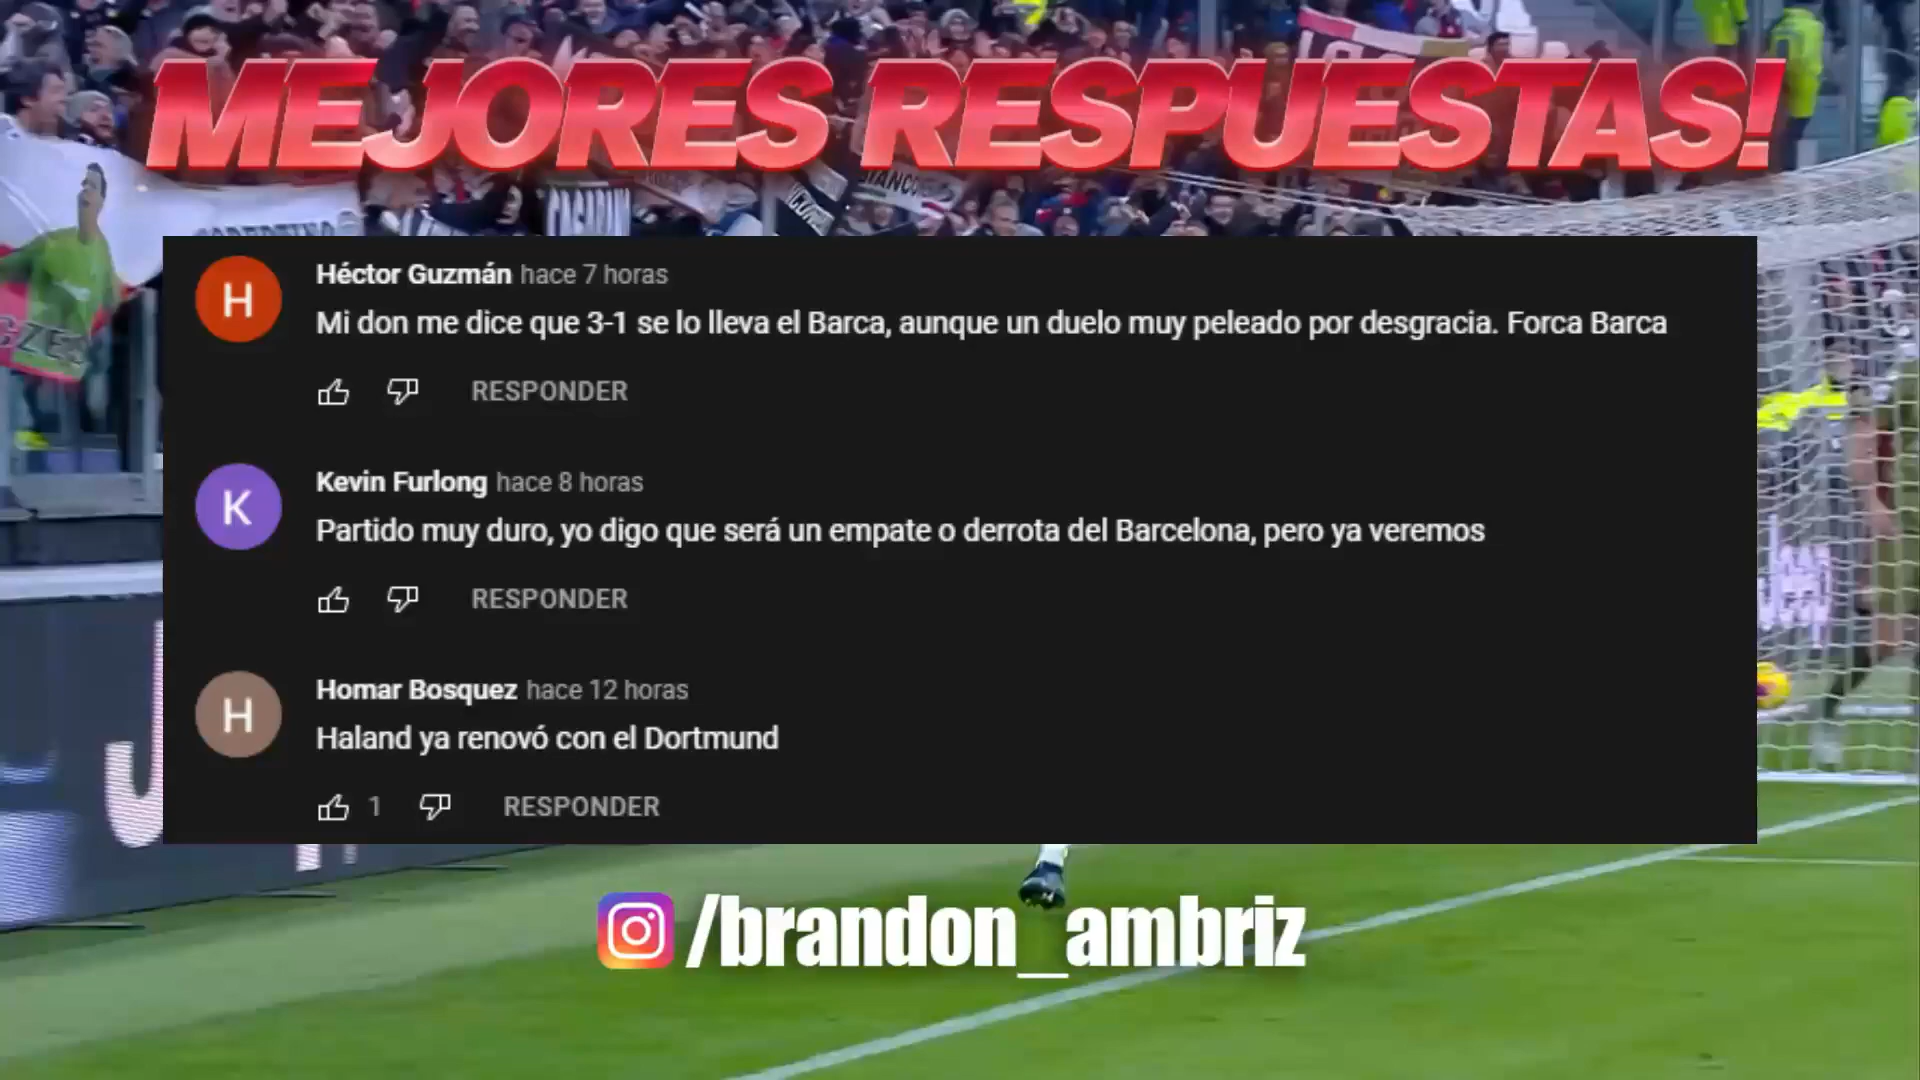 MEJORES RESPUESTAS!
Héctor Guzmán hace 7 horas
Mi don me dice que 3-1 se lo lleva el Barca, aunque un duelo muy peleado por desgracia. Forca Barca
RESPONDER
Kevin Furlong hace 8 horas
Partido muy duro, yo digo que será un empate o derrota del Barcelona, pero ya veremos
RESPONDER
Homar Bosquez hace 12 horas
Haland ya renovó con el Dortmund
1 RESPONDER
/brandon_ambriz